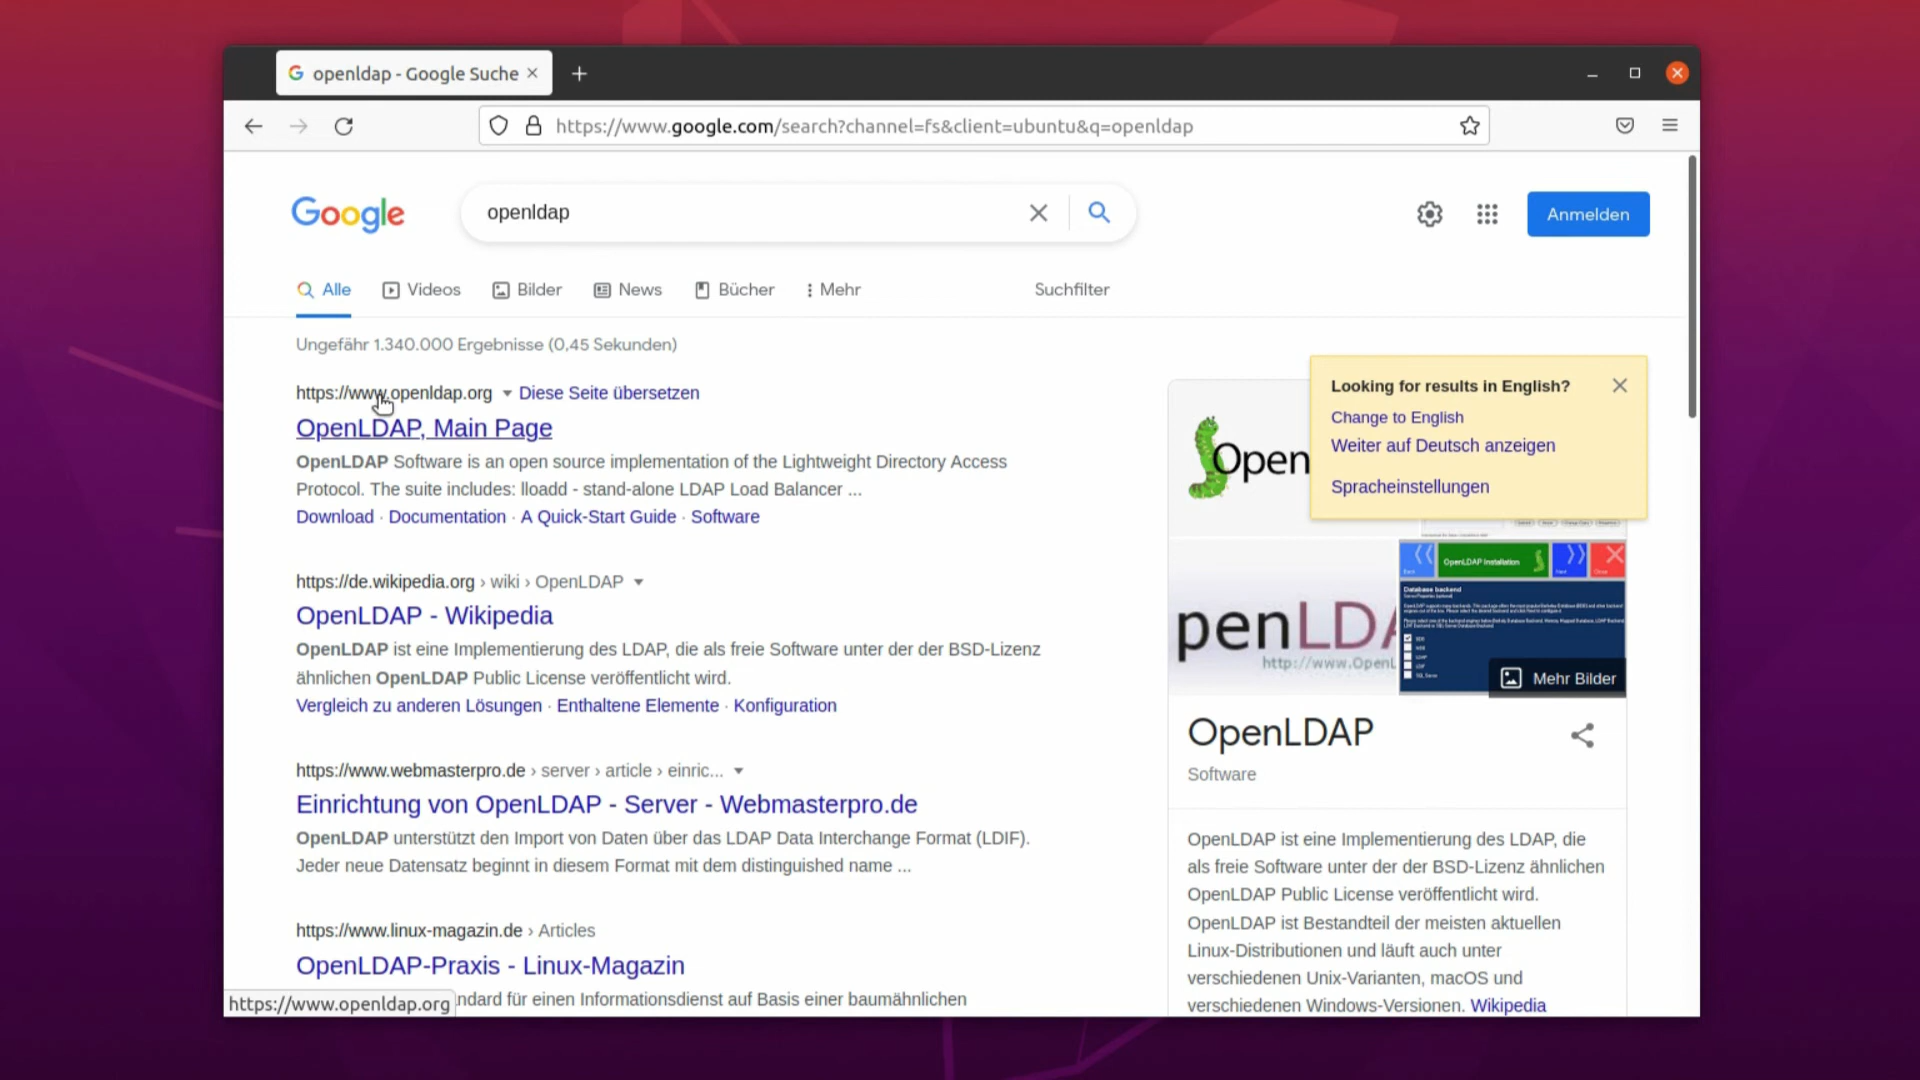 openldap - Google Suche
https://www.google.com/search?channel=fs&client=ubuntu&q=openldap
Google
openldap
Anmelden
Alle
Videos
Bilder
News
Bücher
Mehr
Suchfilter
Ungefähr 1.340.000 Ergebnisse (0,45 Sekunden)
https://www.openldap.org Diese Seite übersetzen
OpenLDAP, Main Page
OpenLDAP Software is an open source implementation of the Lightweight Directory Access
Protocol. The suite includes: lloadd - stand-alone LDAP Load Balancer ...
Download · Documentation · A Quick-Start Guide · Software
https://de.wikipedia.org › wiki › OpenLDAP
OpenLDAP - Wikipedia
OpenLDAP ist eine Implementierung des LDAP, die als freie Software unter der der BSD-Lizenz
ähnlichen OpenLDAP Public License veröffentlicht wird.
Vergleich zu anderen Lösungen · Enthaltene Elemente · Konfiguration
https://www.webmasterpro.de › server › article › einric...
Einrichtung von OpenLDAP - Server - Webmasterpro.de
OpenLDAP unterstützt den Import von Daten über das LDAP Data Interchange Format (LDIF).
Jeder neue Datensatz beginnt in diesem Format mit dem distinguished name ...
https://www.linux-magazin.de › Articles
OpenLDAP-Praxis - Linux-Magazin
ndard für einen Informationsdienst auf Basis einer baumähnlichen
https://www.openldap.org
Looking for results in English?
Change to English
Weiter auf Deutsch anzeigen
Spracheinstellungen
Open
penLDA
http://www.OpenL
OpenLDAP Installation
Database backend
Mehr Bilder
OpenLDAP
Software
OpenLDAP ist eine Implementierung des LDAP, die
als freie Software unter der der BSD-Lizenz ähnlichen
OpenLDAP Public License veröffentlicht wird.
OpenLDAP ist Bestandteil der meisten aktuellen
Linux-Distributionen und läuft auch unter
verschiedenen Unix-Varianten, macOS und
verschiedenen Windows-Versionen. Wikipedia